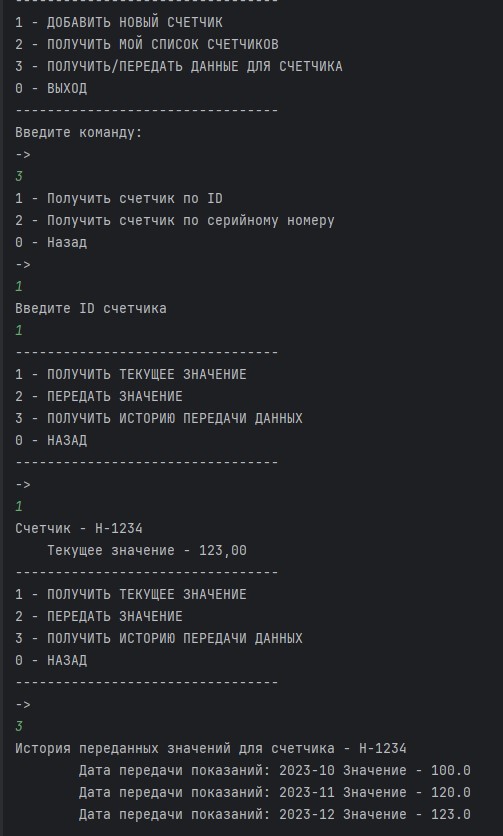 ---------------------------------
1 - ДОБАВИТЬ НОВЫЙ СЧЕТЧИК
2 - ПОЛУЧИТЬ МОЙ СПИСОК СЧЕТЧИКОВ
3 - ПОЛУЧИТЬ/ПЕРЕДАТЬ ДАННЫЕ ДЛЯ СЧЕТЧИКА
0 - ВЫХОД
---------------------------------
Введите команду:
->
3
1 - Получить счетчик по ID
2 - Получить счетчик по серийному номеру
0 - Назад
->
1
Введите ID счетчика
1
---------------------------------
1 - ПОЛУЧИТЬ ТЕКУЩЕЕ ЗНАЧЕНИЕ
2 - ПЕРЕДАТЬ ЗНАЧЕНИЕ
3 - ПОЛУЧИТЬ ИСТОРИЮ ПЕРЕДАЧИ ДАННЫХ
0 - НАЗАД
---------------------------------
->
1
Счетчик - H-1234
    Текущее значение - 123,00
---------------------------------
1 - ПОЛУЧИТЬ ТЕКУЩЕЕ ЗНАЧЕНИЕ
2 - ПЕРЕДАТЬ ЗНАЧЕНИЕ
3 - ПОЛУЧИТЬ ИСТОРИЮ ПЕРЕДАЧИ ДАННЫХ
0 - НАЗАД
---------------------------------
->
3
История переданных значений для счетчика - H-1234
        Дата передачи показаний: 2023-10 Значение - 100.0
        Дата передачи показаний: 2023-11 Значение - 120.0
        Дата передачи показаний: 2023-12 Значение - 123.0